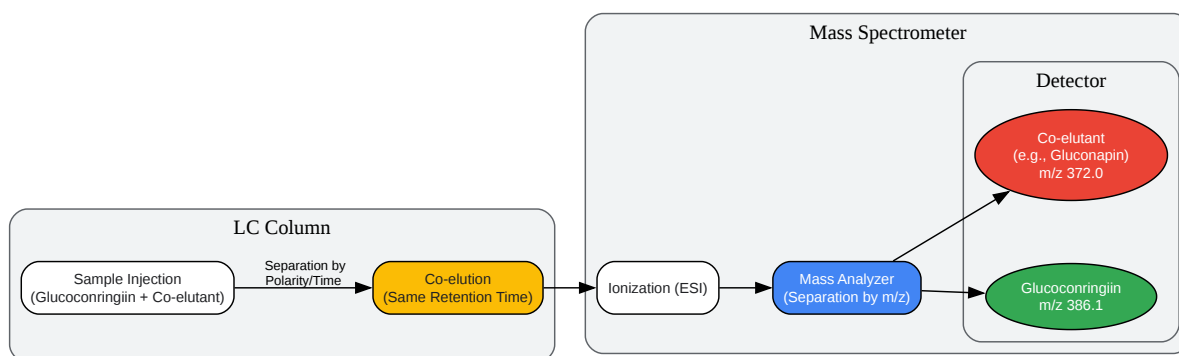 Mass Spectrometer
Detector
Co-elutant
(e.g., Gluconapin)
m/z 372.0
LC Column
Sample Injection
(Glucoconringiin + Co-elutant)
Separation by
Polarity/Time
Co-elution
(Same Retention Time)
Ionization (ESI)
Mass Analyzer
(Separation by m/z)
Glucoconringiin
m/z 386.1